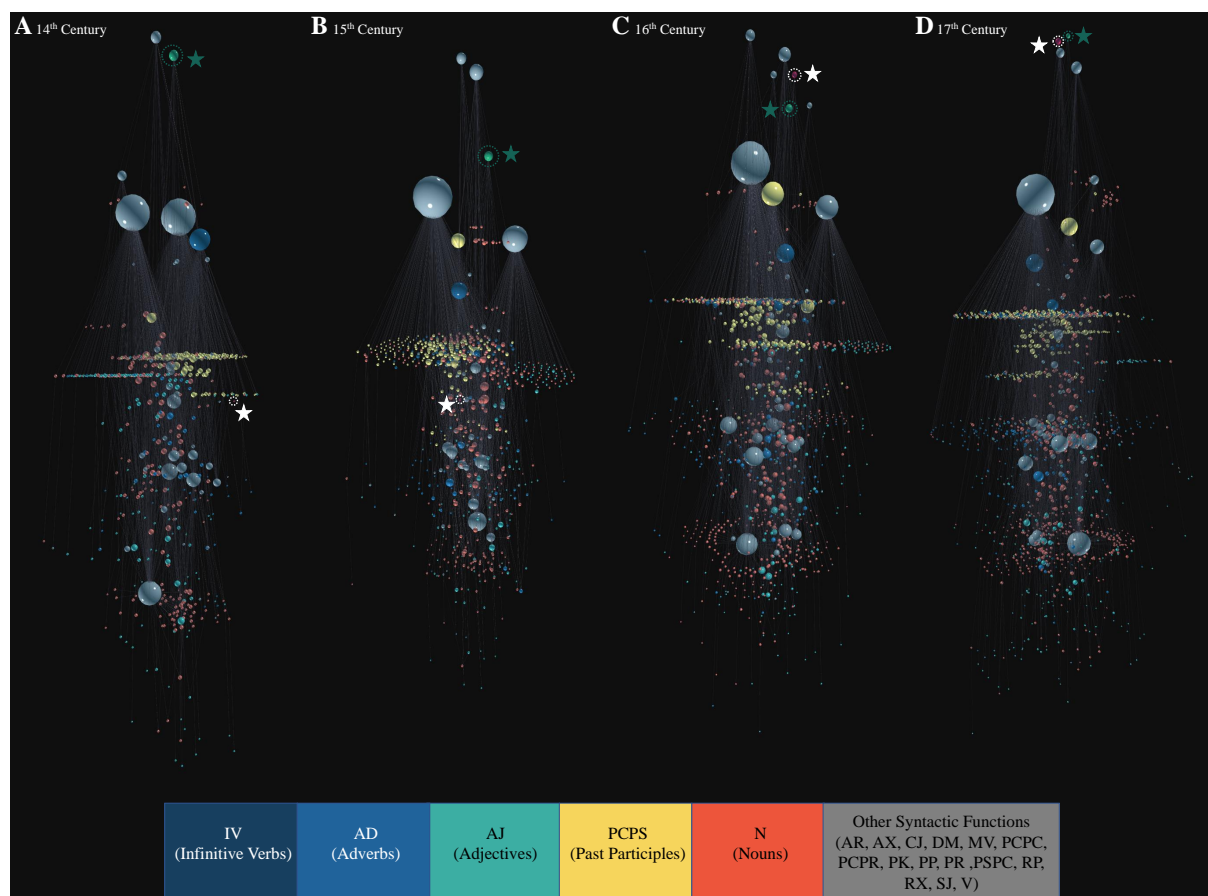 A 14th Century
B 15th Century
C 16th Century
D 17th Century
IV
(Infinitive Verbs)
AD
(Adverbs)
AJ
(Adjectives)
PCPS
(Past Participles)
N
(Nouns)
Other Syntactic Functions
(AR, AX, CJ, DM, MV, PCPC,
PCPR, PK, PP, PR ,PSPC, RP,
RX, SJ, V)